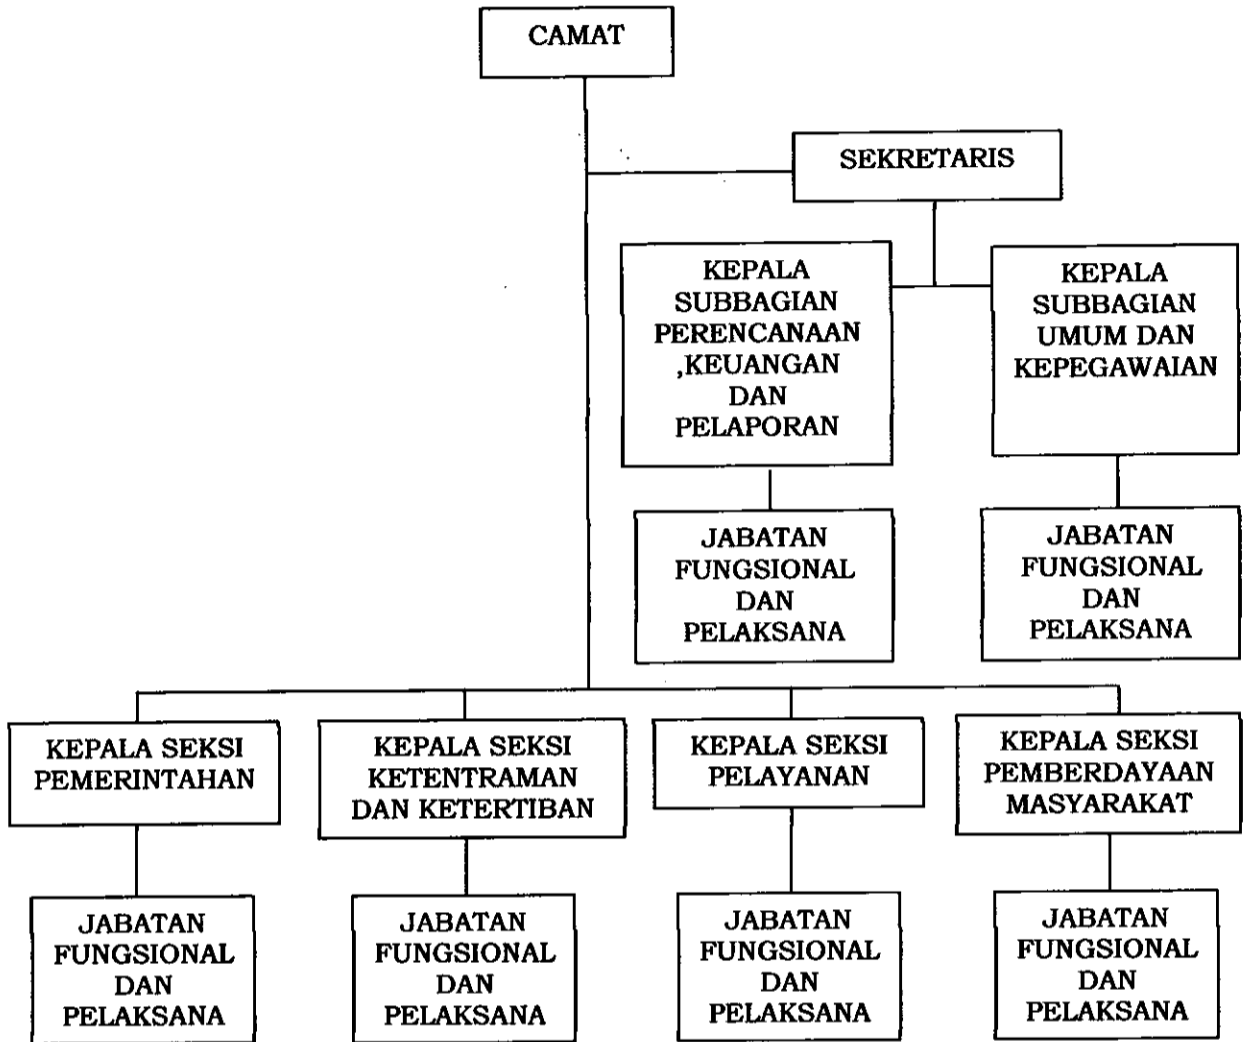 CAMAT
SEKRETARIS
KEPALA
SUBBAGIAN
PERENCANAAN
,KEUANGAN
DAN
PELAPORAN
KEPALA
SUBBAGIAN
UMUM DAN
KEPEGAWAIAN
JABATAN
FUNGSIONAL
DAN
PELAKSANA
JABATAN
FUNGSIONAL
DAN
PELAKSANA
KEPALA SEKSI
PEMERINTAHAN
KEPALA SEKSI
KETENTRAMAN
DAN KETERTIBAN
KEPALA SEKSI
PELAYANAN
KEPALA SEKSI
PEMBERDAYAAN
MASYARAKAT
JABATAN
FUNGSIONAL
DAN
PELAKSANA
JABATAN
FUNGSIONAL
DAN
PELAKSANA
JABATAN
FUNGSIONAL
DAN
PELAKSANA
JABATAN
FUNGSIONAL
DAN
PELAKSANA